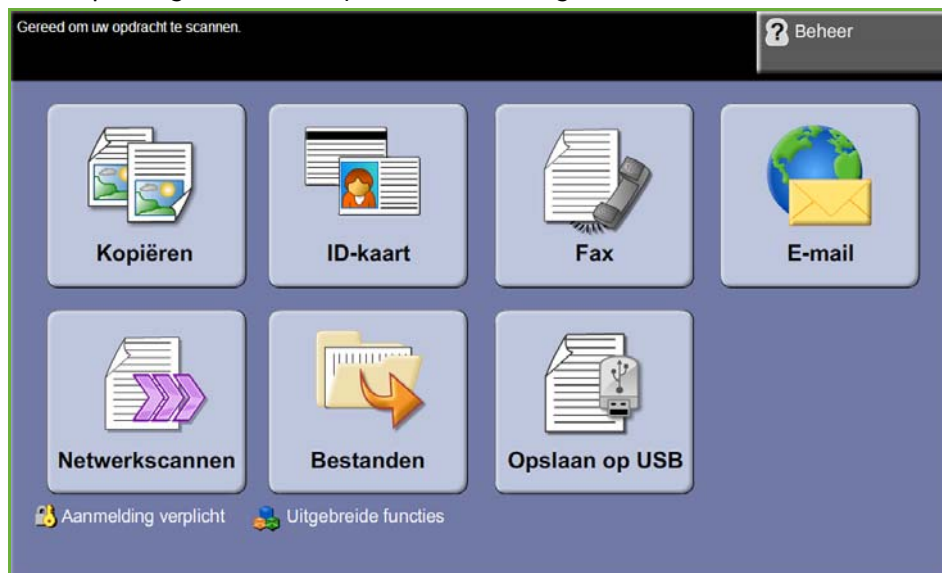 Gereed om uw opdracht te scannen.
? Beheer
Kopiëren
ID-kaart
Fax
E-mail
Netwerkscannen
Bestanden
Opslaan op USB
Aanmelding verplicht
Uitgebreide functies